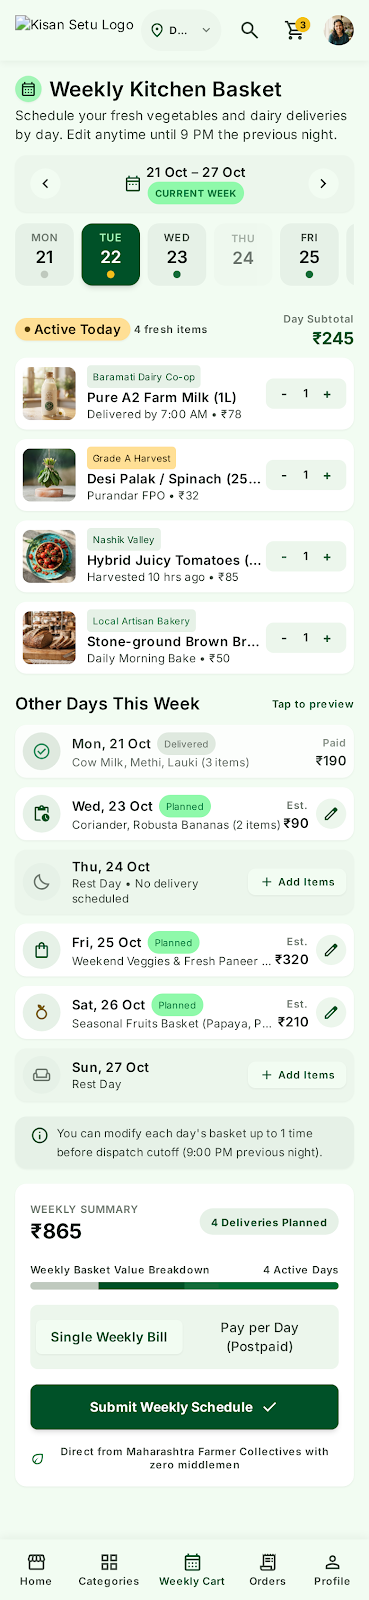 Kisan Setu Logo
D...
3
Weekly Kitchen Basket
Schedule your fresh vegetables and dairy deliveries
by day. Edit anytime until 9 PM the previous night.
21 Oct – 27 Oct
CURRENT WEEK
MON
21
TUE
22
WED
23
THU
24
FRI
25
Active Today
4 fresh items
Day Subtotal
₹245
Baramati Dairy Co-op
Pure A2 Farm Milk (1L)
Delivered by 7:00 AM • ₹78
- 1 +
Grade A Harvest
Desi Palak / Spinach (25...
Purandar FPO • ₹32
- 1 +
Nashik Valley
Hybrid Juicy Tomatoes (...
Harvested 10 hrs ago • ₹85
- 1 +
Local Artisan Bakery
Stone-ground Brown Br...
Daily Morning Bake • ₹50
- 1 +
Other Days This Week
Tap to preview
Mon, 21 Oct Delivered
Cow Milk, Methi, Lauki (3 items)
Paid
₹190
Wed, 23 Oct Planned
Coriander, Robusta Bananas (2 items)
Est.
₹90
Thu, 24 Oct
Rest Day • No delivery
scheduled
+ Add Items
Fri, 25 Oct Planned
Weekend Veggies & Fresh Paneer ...
Est.
₹320
Sat, 26 Oct Planned
Seasonal Fruits Basket (Papaya, P...
Est.
₹210
Sun, 27 Oct
Rest Day
+ Add Items
You can modify each day's basket up to 1 time
before dispatch cutoff (9:00 PM previous night).
WEEKLY SUMMARY
₹865
4 Deliveries Planned
Weekly Basket Value Breakdown
4 Active Days
Single Weekly Bill
Pay per Day
(Postpaid)
Submit Weekly Schedule
Direct from Maharashtra Farmer Collectives with
zero middlemen
Home
Categories
Weekly Cart
Orders
Profile